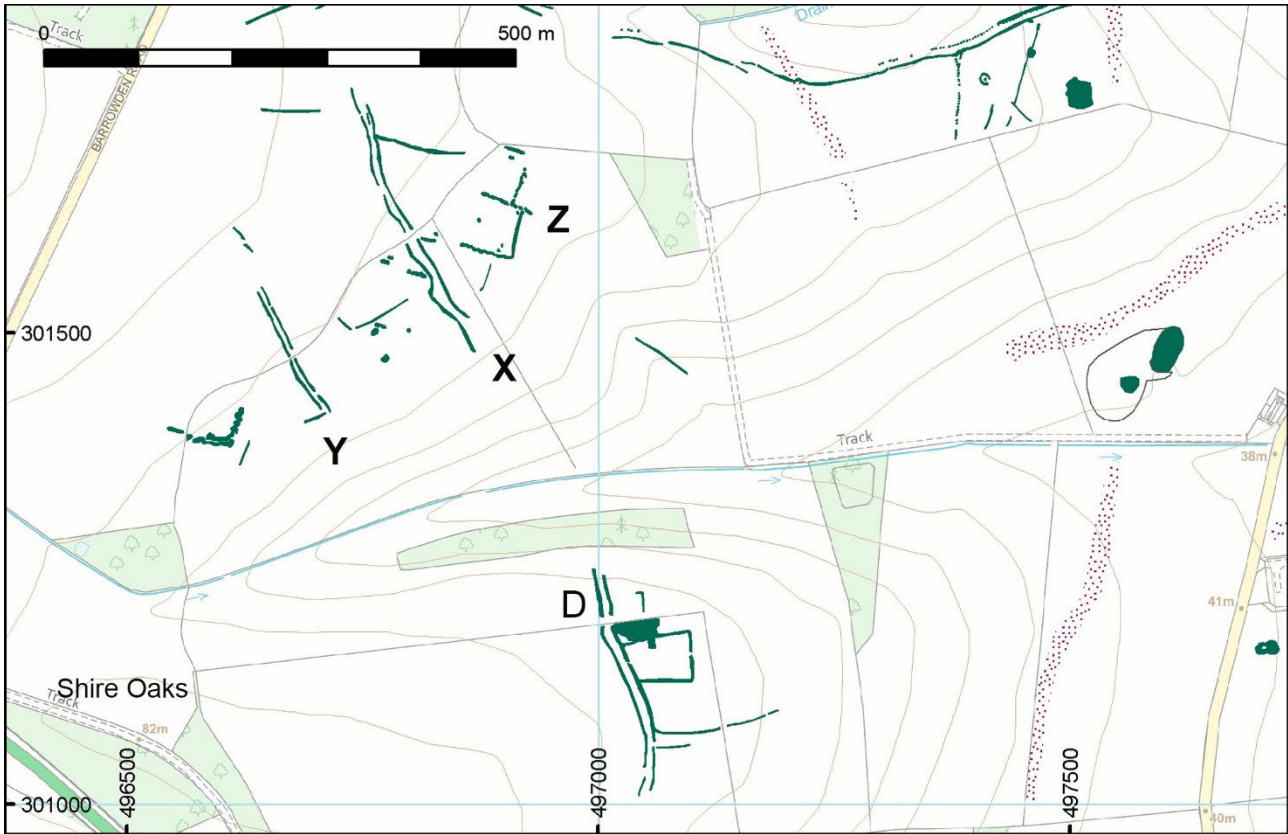 Track
Drain
0
500 m
BARROWDEN ROAD
Z
301500
X
Y
Track
38m
D
41m
Shire Oaks
Track
82m
496500
497000
497500
301000
40m